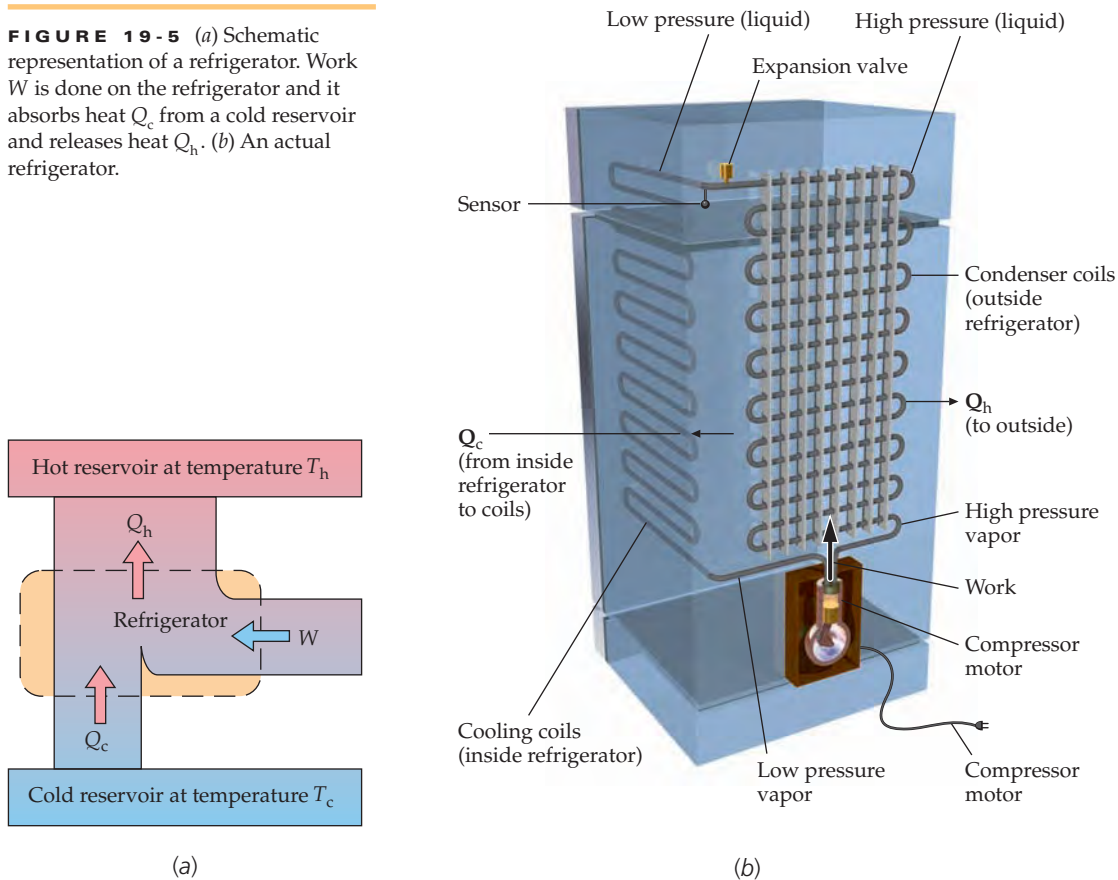 FIGURE 19-5 (a) Schematic
representation of a refrigerator. Work
W is done on the refrigerator and it
absorbs heat Qc from a cold reservoir
and releases heat Qh. (b) An actual
refrigerator.
Hot reservoir at temperature Th
Qh
Refrigerator
W
Qc
Cold reservoir at temperature Tc
(a)
Low pressure (liquid)
High pressure (liquid)
Expansion valve
Sensor
Condenser coils
(outside
refrigerator)
Qc
(from inside
refrigerator
to coils)
Qh
(to outside)
High pressure
vapor
Work
Compressor
motor
Cooling coils
(inside refrigerator)
Low pressure
vapor
Compressor
motor
(b)